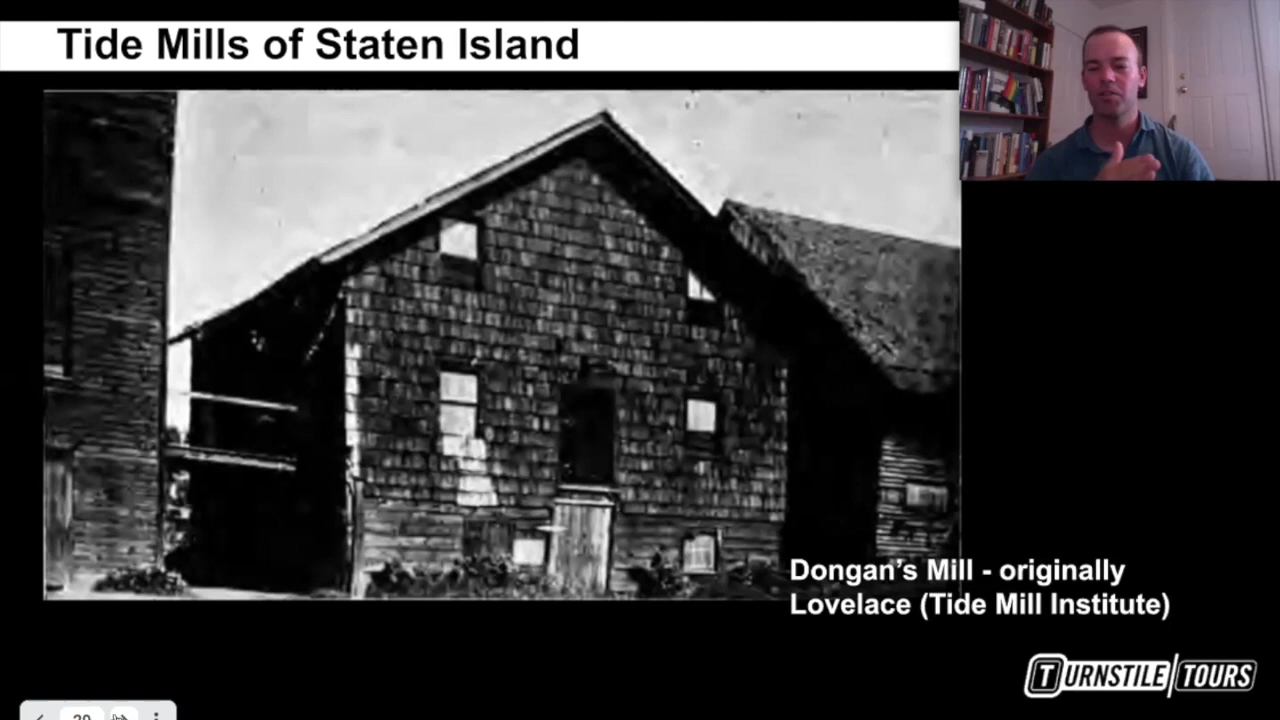 Tide Mills of Staten Island
Dongan's Mill - originally
Lovelace (Tide Mill Institute)
TURNSTILE TOURS